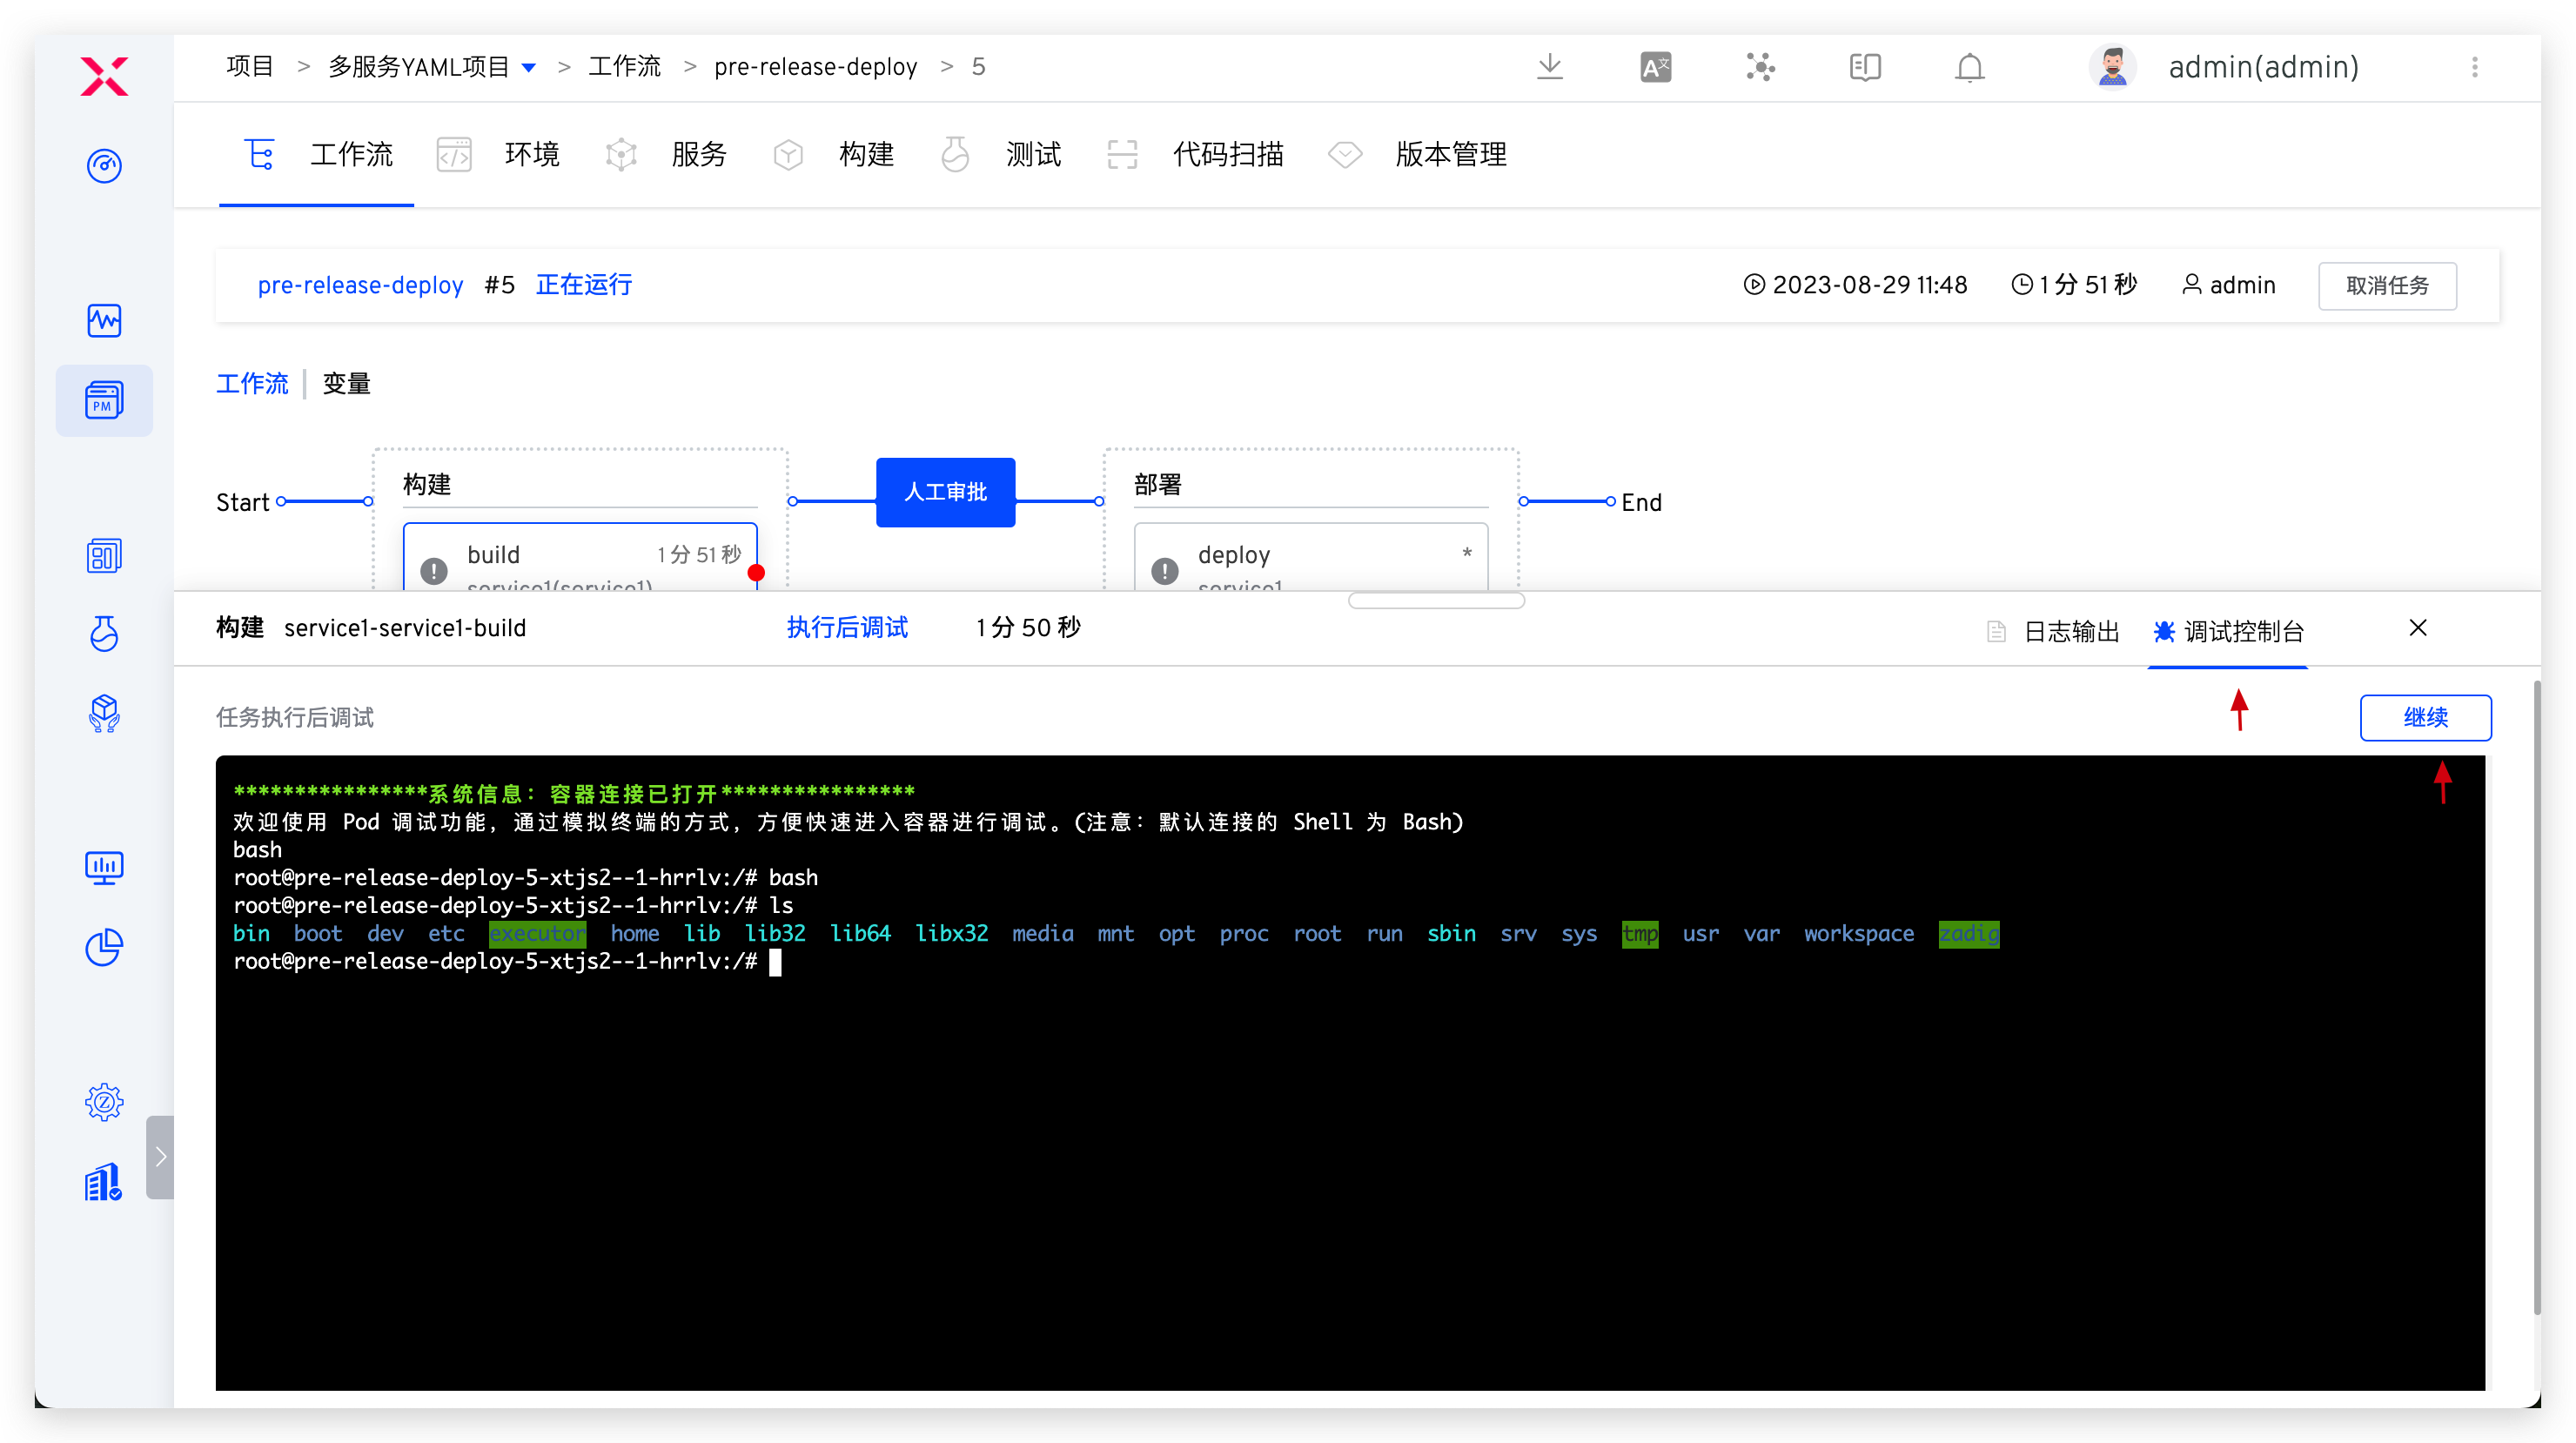 项目 > 多服务YAML项目 > 工作流 > pre-release-deploy > 5
admin(admin)
工作流 环境 服务 构建 测试 代码扫描 版本管理
pre-release-deploy #5 正在运行
2023-08-29 11:48 1 分 51 秒 admin 取消任务
工作流 | 变量
PM
Start
构建
人工审批
部署
End
build 1 分 51 秒
service1(service1)
deploy *
service1
构建 service1-service1-build 执行后调试 1 分 50 秒 日志输出 调试控制台
任务执行后调试
继续
****************系统信息: 容器连接已打开****************
欢迎使用 Pod 调试功能, 通过模拟终端的方式, 方便快速进入容器进行调试。(注意: 默认连接的 Shell 为 Bash)
bash
root@pre-release-deploy-5-xtjs2--1-hrrlv:/# bash
root@pre-release-deploy-5-xtjs2--1-hrrlv:/# ls
bin boot dev etc executor home lib lib32 lib64 libx32 media mnt opt proc root run sbin srv sys tmp usr var workspace zadig
root@pre-release-deploy-5-xtjs2--1-hrrlv:/#